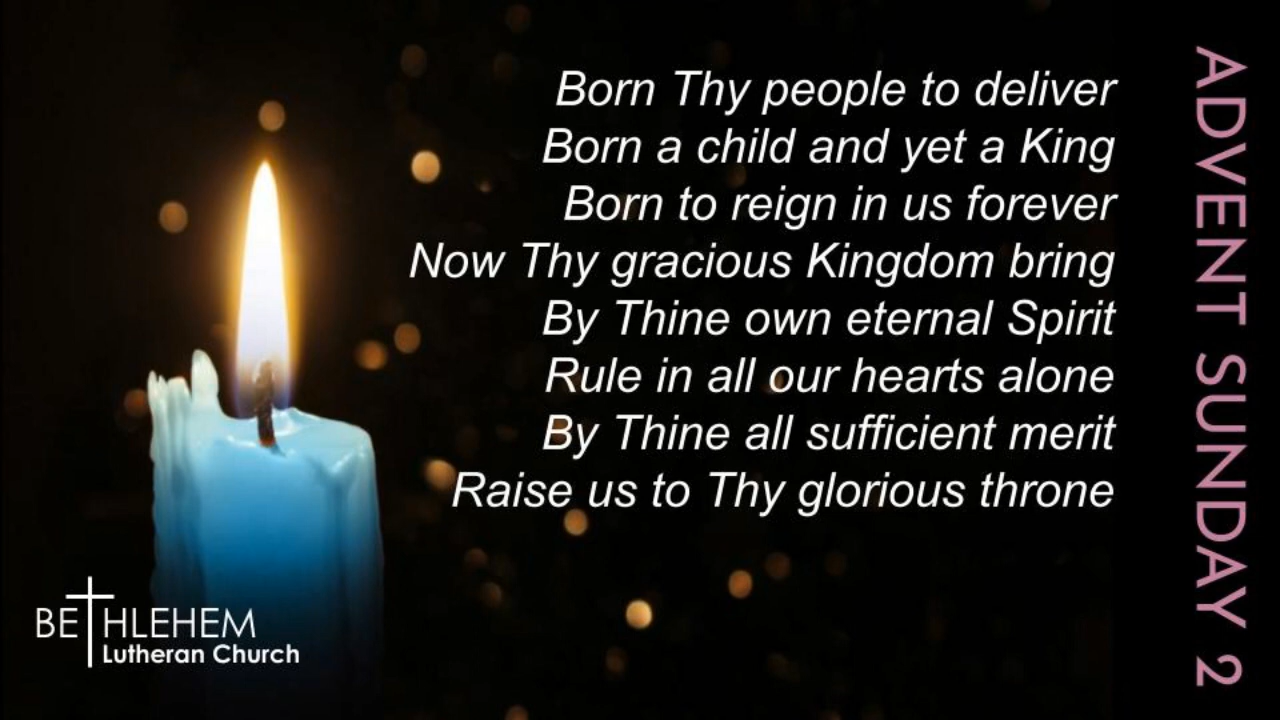 Born Thy people to deliver
Born a child and yet a King
Born to reign in us forever
Now Thy gracious Kingdom bring
By Thine own eternal Spirit
Rule in all our hearts alone
By Thine all sufficient merit
Raise us to Thy glorious throne
ADVENT SUNDAY 2
BETHLEHEM
Lutheran Church